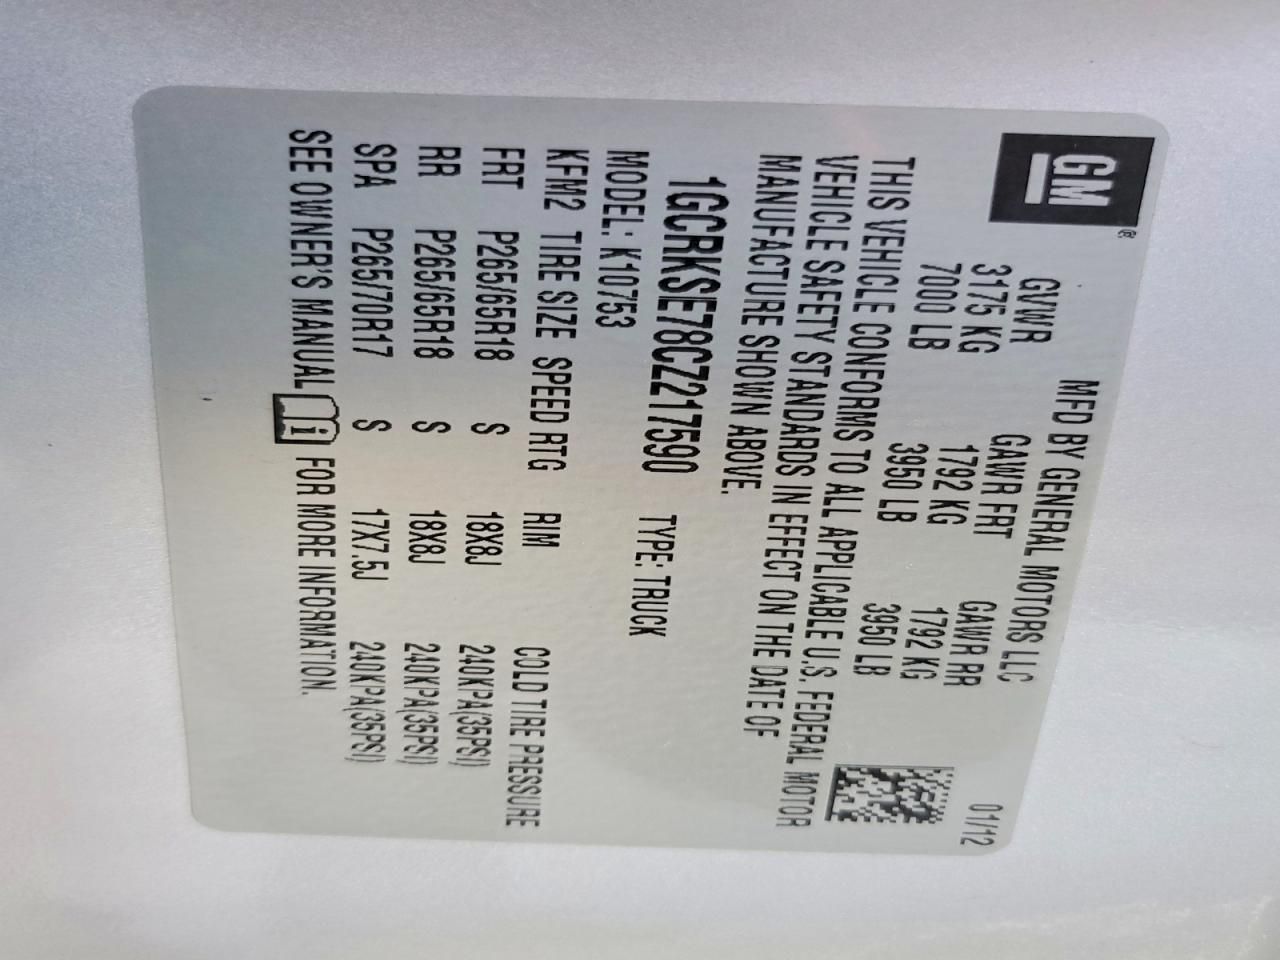 GM®
MFD BY GENERAL MOTORS LLC 01/12
GVWR GAWR FRT GAWR RR
3175 KG 1792 KG 1792 KG
7000 LB 3950 LB 3950 LB
THIS VEHICLE CONFORMS TO ALL APPLICABLE U.S. FEDERAL MOTOR
VEHICLE SAFETY STANDARDS IN EFFECT ON THE DATE OF
MANUFACTURE SHOWN ABOVE.
1GCRKSE78CZ217590 TYPE: TRUCK
MODEL: K10753
KFM2 TIRE SIZE SPEED RTG RIM COLD TIRE PRESSURE
FRT P265/65R18 S 18X8J 240KPA(35PSI)
RR P265/65R18 S 18X8J 240KPA(35PSI)
SPA P265/70R17 S 17X7.5J 240KPA(35PSI)
SEE OWNER'S MANUAL i FOR MORE INFORMATION.